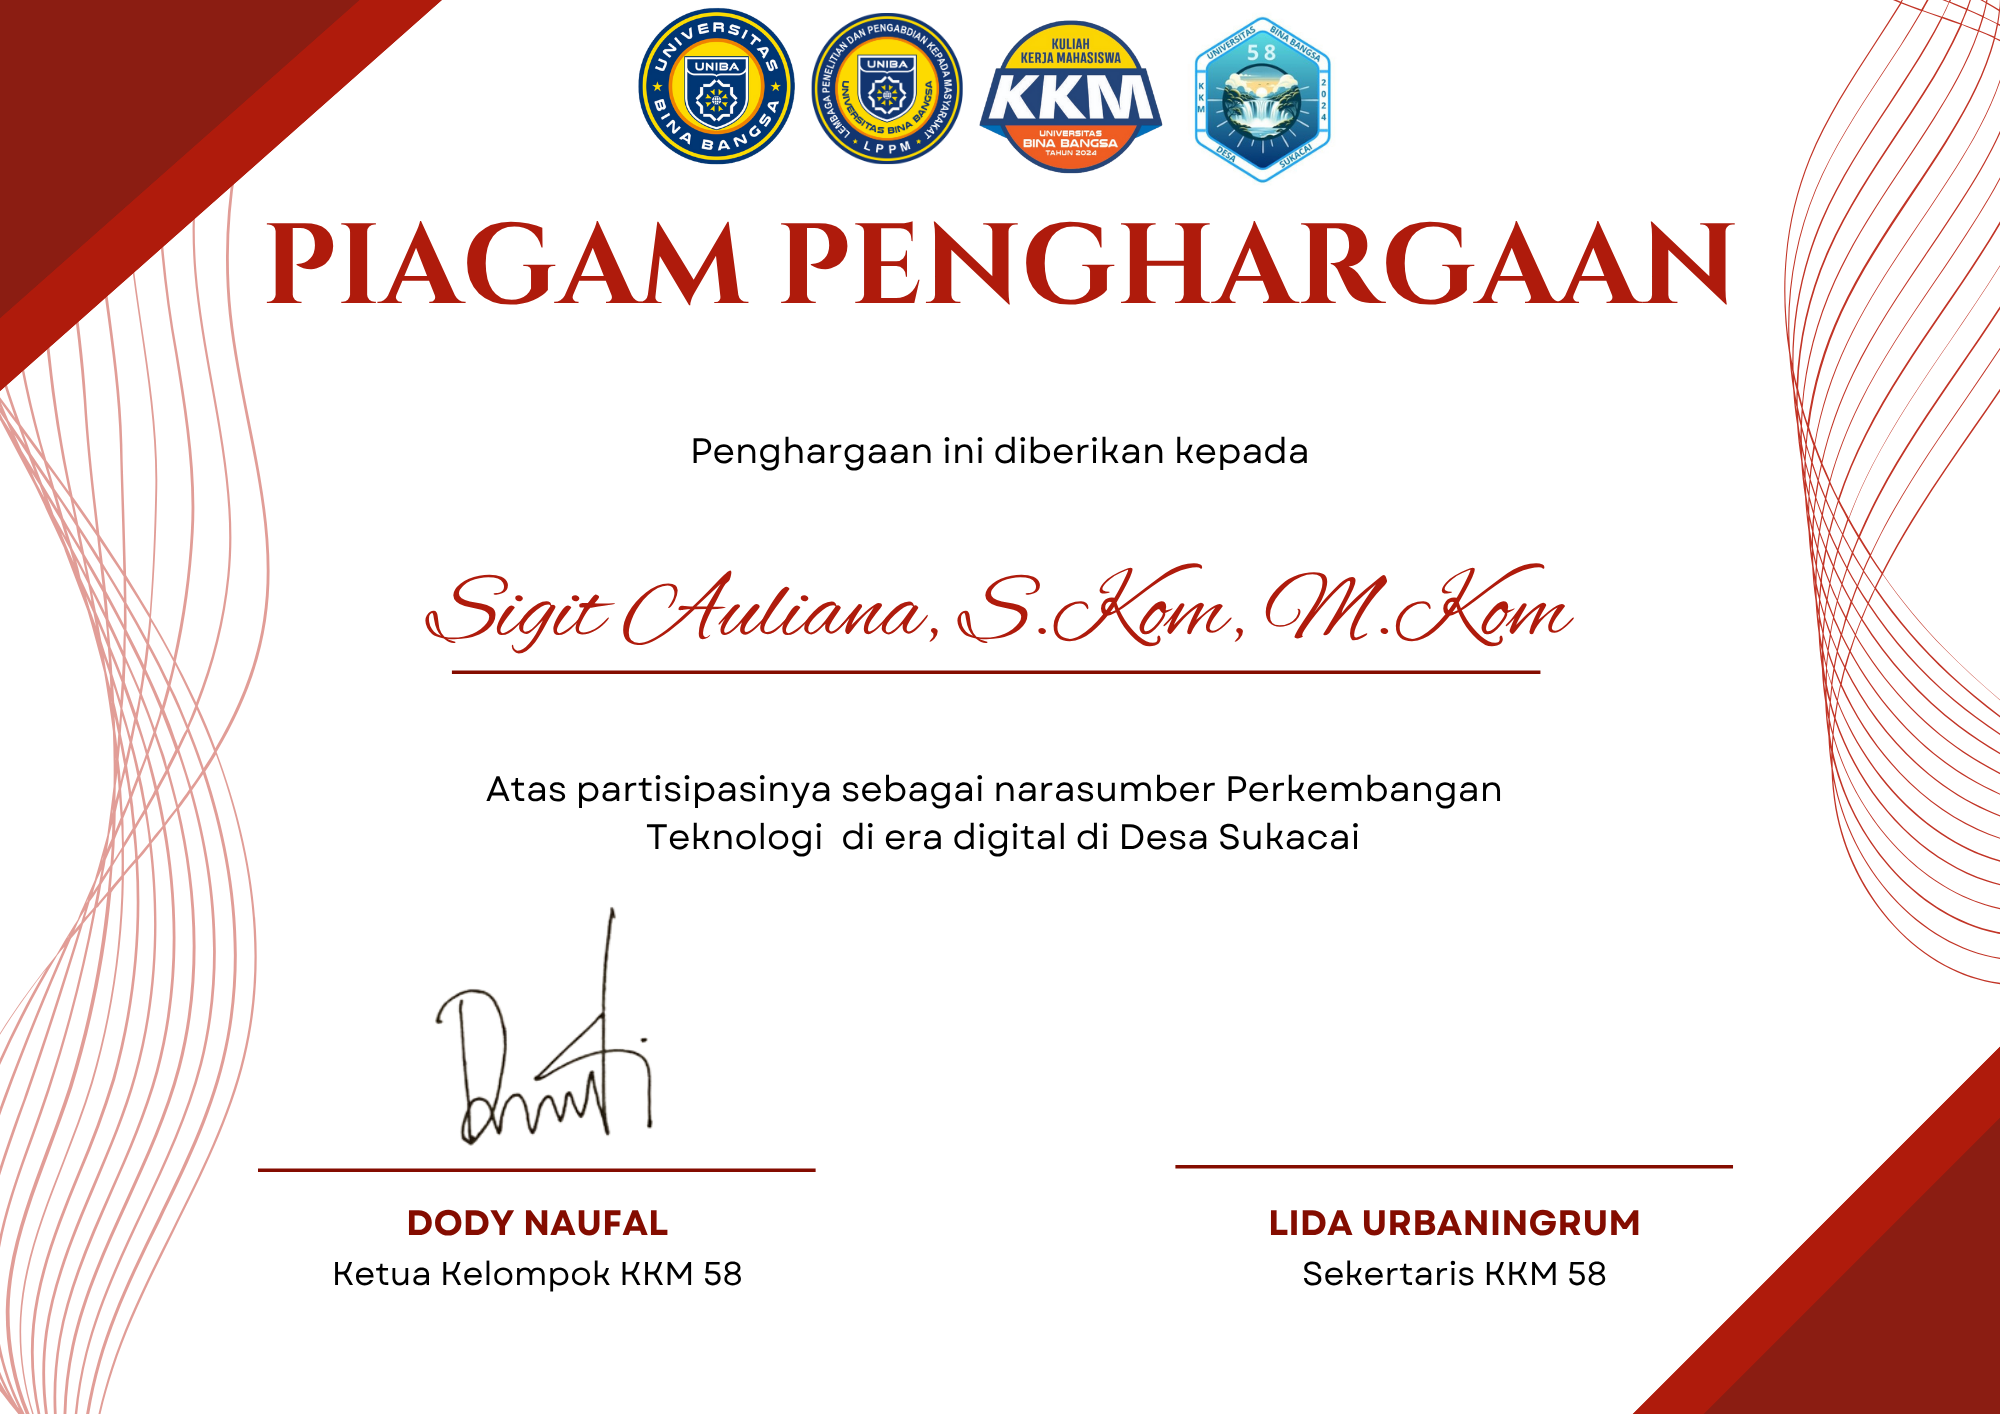 UNIVERSITAS
BINA BANGSA
UNIBA
LEMBAGA PENELITIAN DAN PENGABDIAN KEPADA MASYARAKAT
LPPM
UNIBA
UNIVERSITAS BINA BANGSA
KULIAH
KERJA MAHASISWA
KKM
UNIVERSITAS
BINA BANGSA
TAHUN 2024
UNIVERSITAS BINA BANGSA
58
KKM
2024
DESA SUKACAI
PIAGAM PENGHARGAAN
Penghargaan ini diberikan kepada
Sigit Auliana, S.Kom, M.Kom
Atas partisipasinya sebagai narasumber Perkembangan
Teknologi di era digital di Desa Sukacai
DODY NAUFAL
Ketua Kelompok KKM 58
LIDA URBANINGRUM
Sekertaris KKM 58